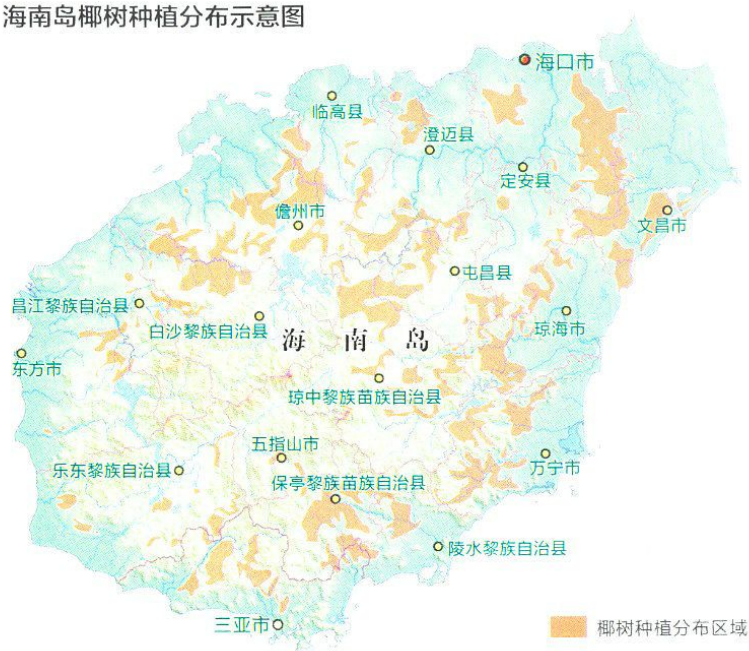 海南岛椰树种植分布示意图
海口市
临高县
澄迈县
定安县
儋州市
文昌市
屯昌县
昌江黎族自治县
白沙黎族自治县
琼海市
海南岛
东方市
琼中黎族苗族自治县
五指山市
万宁市
乐东黎族自治县
保亭黎族苗族自治县
陵水黎族自治县
三亚市
椰树种植分布区域